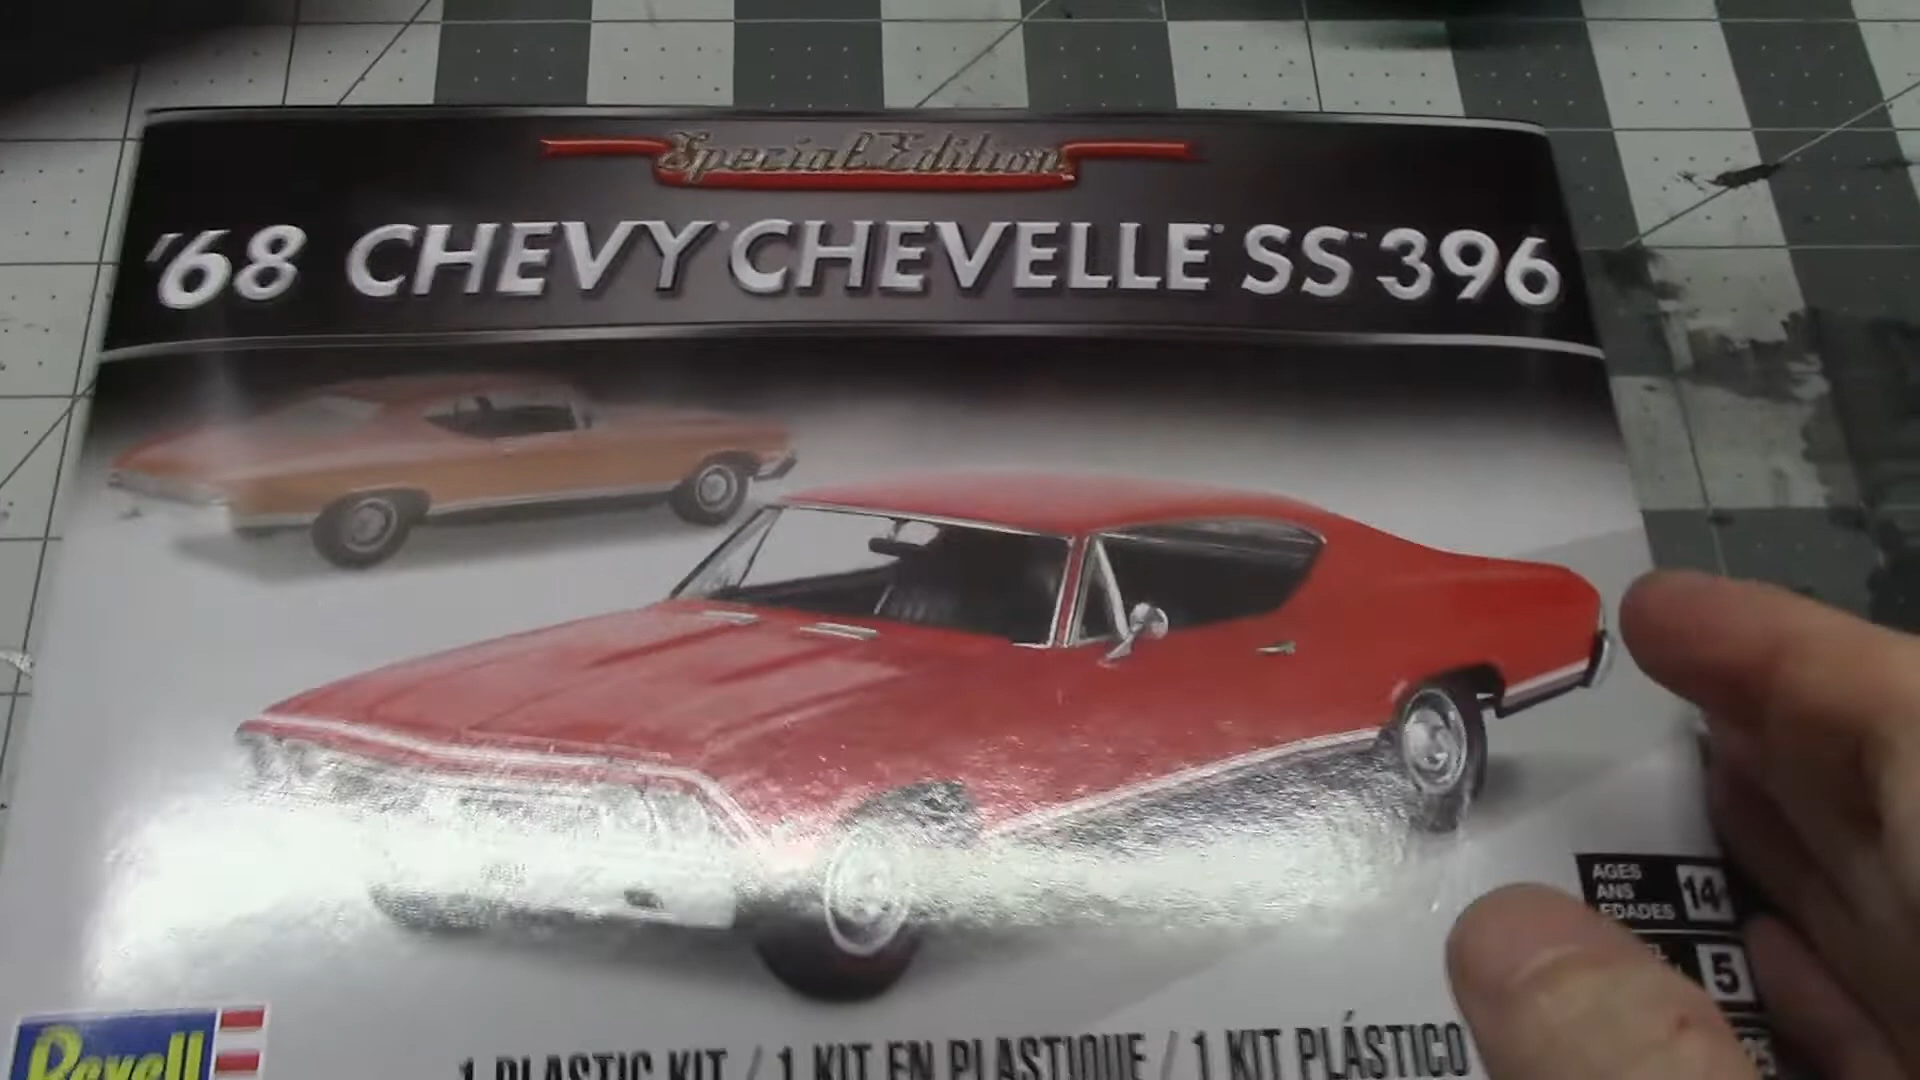 Special Edition
'68 CHEVY CHEVELLE SS™ 396
AGES
ANS
EDADES
14+
5
Revell
1 PLASTIC KIT / 1 KIT EN PLASTIQUE / 1 KIT PLÁSTICO